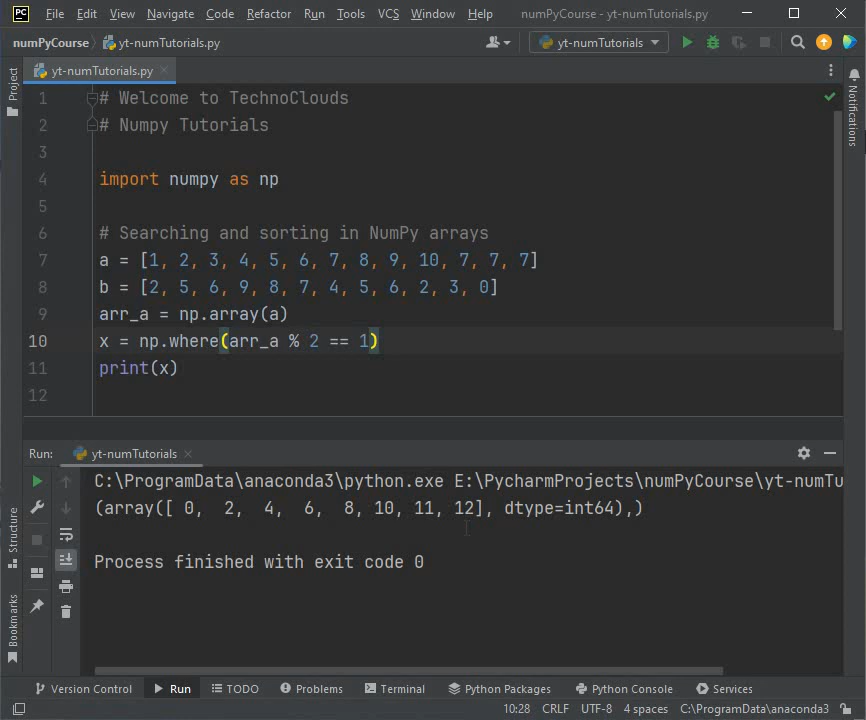 PC File Edit View Navigate Code Refactor Run Tools VCS Window Help numPyCourse - yt-numTutorials.py
numPyCourse yt-numTutorials.py yt-numTutorials
Project yt-numTutorials.py Notifications
1 # Welcome to TechnoClouds
2 # Numpy Tutorials
3
4 import numpy as np
5
6 # Searching and sorting in NumPy arrays
7 a = [1, 2, 3, 4, 5, 6, 7, 8, 9, 10, 7, 7, 7]
8 b = [2, 5, 6, 9, 8, 7, 4, 5, 6, 2, 3, 0]
9 arr_a = np.array(a)
10 x = np.where(arr_a % 2 == 1)
11 print(x)
12
Run: yt-numTutorials
C:\ProgramData\anaconda3\python.exe E:\PycharmProjects\numPyCourse\yt-numTu
(array([ 0,  2,  4,  6,  8, 10, 11, 12], dtype=int64),)
Process finished with exit code 0
Structure
Bookmarks
Version Control Run TODO Problems Terminal Python Packages Python Console Services
10:28 CRLF UTF-8 4 spaces C:\ProgramData\anaconda3